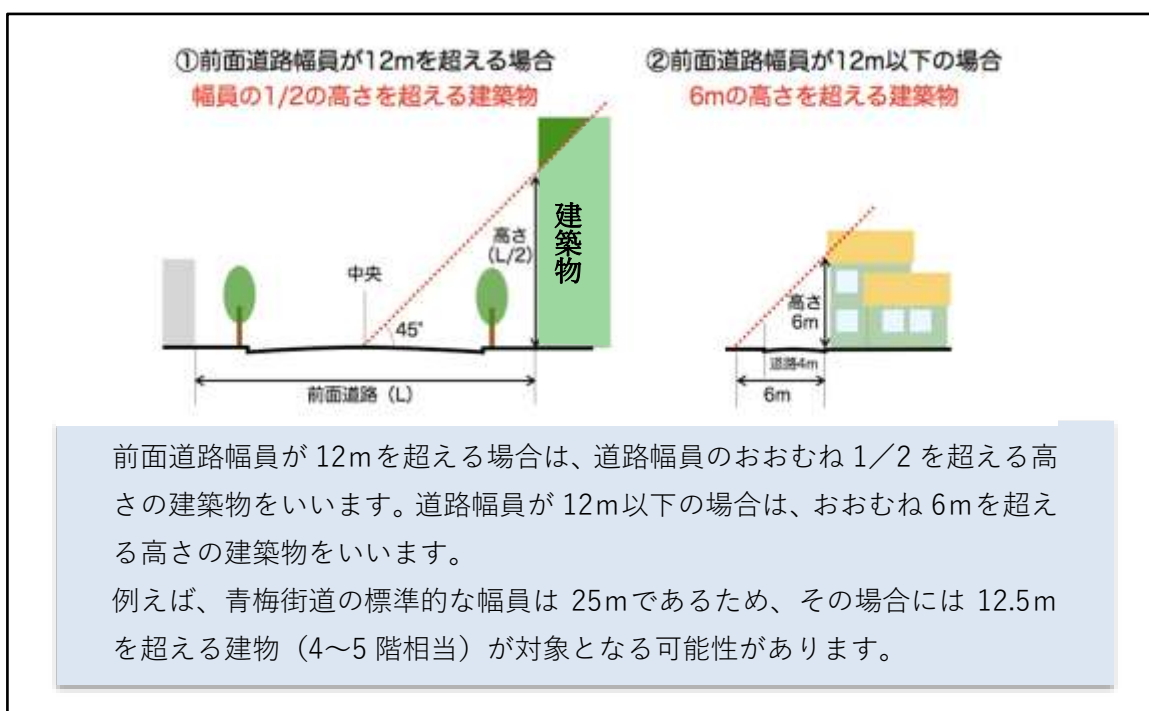 ①前面道路幅員が12mを超える場合
幅員の1/2の高さを超える建築物
高さ
(L/2)
建築物
中央
45°
前面道路（L）
②前面道路幅員が12m以下の場合
6mの高さを超える建築物
高さ
6m
道路4m
6m
前面道路幅員が 12mを超える場合は、道路幅員のおおむね 1／2 を超える高
さの建築物をいいます。道路幅員が 12m以下の場合は、おおむね 6mを超え
る高さの建築物をいいます。
例えば、青梅街道の標準的な幅員は 25mであるため、その場合には 12.5m
を超える建物（4～5 階相当）が対象となる可能性があります。